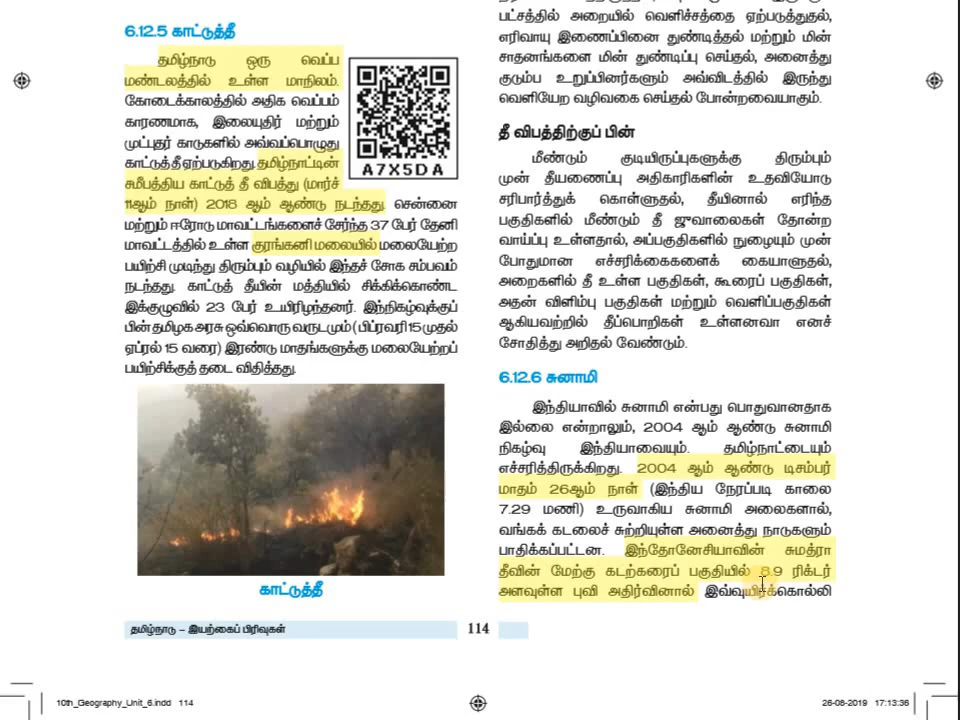 6.12.5 காட்டுத்தீ
தமிழ்நாடு ஒரு வெப்ப
மண்டலத்தில் உள்ள மாநிலம்.
கோடைக்காலத்தில் அதிக வெப்பம்
காரணமாக, இலையுதிர் மற்றும்
முட்புதர் காடுகளில் அவ்வப்பொழுது
காட்டுத்தீ ஏற்படுகிறது. தமிழ்நாட்டின்
சமீபத்திய காட்டுத் தீ விபத்து (மார்ச்
11ஆம் நாள்) 2018 ஆம் ஆண்டு நடந்தது. சென்னை
மற்றும் ஈரோடு மாவட்டங்களைச் சேர்ந்த 37 பேர் தேனி
மாவட்டத்தில் உள்ள குரங்கனி மலையில் மலையேற்ற
பயிற்சி முடிந்து திரும்பும் வழியில் இந்தச் சோக சம்பவம்
நடந்தது. காட்டுத் தீயின் மத்தியில் சிக்கிக்கொண்ட
இக்குழுவில் 23 பேர் உயிரிழந்தனர். இந்நிகழ்வுக்குப்
பின் தமிழக அரசு ஒவ்வொரு வருடமும் (பிப்ரவரி 15 முதல்
ஏப்ரல் 15 வரை) இரண்டு மாதங்களுக்கு மலையேற்றப்
பயிற்சிக்குத் தடை விதித்தது.
A7X5DA
காட்டுத்தீ
பட்சத்தில் அறையில் வெளிச்சத்தை ஏற்படுத்துதல்,
எரிவாயு இணைப்பினை துண்டித்தல் மற்றும் மின்
சாதனங்களை மின் துண்டிப்பு செய்தல், அனைத்து
குடும்ப உறுப்பினர்களும் அவ்விடத்தில் இருந்து
வெளியேற வழிவகை செய்தல் போன்றவையாகும்.
தீ விபத்திற்குப் பின்
மீண்டும் குடியிருப்புகளுக்கு திரும்பும்
முன் தீயணைப்பு அதிகாரிகளின் உதவியோடு
சரிபார்த்துக் கொள்ளுதல், தீயினால் எரிந்த
பகுதிகளில் மீண்டும் தீ ஜுவாலைகள் தோன்ற
வாய்ப்பு உள்ளதால், அப்பகுதிகளில் நுழையும் முன்
போதுமான எச்சரிக்கைகளைக் கையாளுதல்,
அறைகளில் தீ உள்ள பகுதிகள், கூரைப் பகுதிகள்,
அதன் விளிம்பு பகுதிகள் மற்றும் வெளிப்பகுதிகள்
ஆகியவற்றில் தீப்பொறிகள் உள்ளனவா எனச்
சோதித்து அறிதல் வேண்டும்.
6.12.6 சுனாமி
இந்தியாவில் சுனாமி என்பது பொதுவானதாக
இல்லை என்றாலும், 2004 ஆம் ஆண்டு சுனாமி
நிகழ்வு இந்தியாவையும். தமிழ்நாட்டையும்
எச்சரித்திருக்கிறது. 2004 ஆம் ஆண்டு டிசம்பர்
மாதம் 26ஆம் நாள் (இந்திய நேரப்படி காலை
7.29 மணி) உருவாகிய சுனாமி அலைகளால்,
வங்கக் கடலைச் சுற்றியுள்ள அனைத்து நாடுகளும்
பாதிக்கப்பட்டன. இந்தோனேசியாவின் சுமத்ரா
தீவின் மேற்கு கடற்கரைப் பகுதியில் 8.9 ரிக்டர்
அளவுள்ள புவி அதிர்வினால் இவ்வுயிர்க்கொல்லி
தமிழ்நாடு – இயற்கைப் பிரிவுகள் 114
10th_Geography_Unit_6.indd 114
26-08-2019 17:13:36